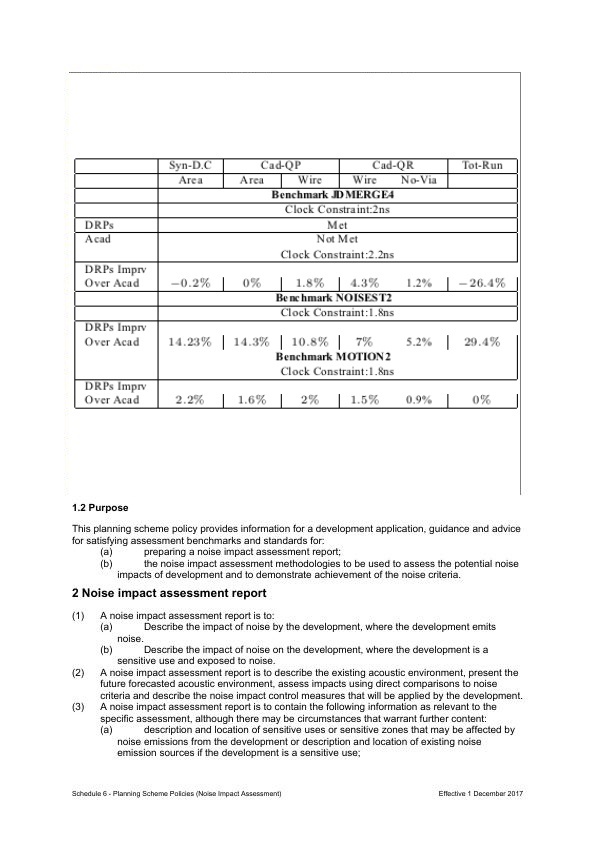 Syn-D.C Cad-QP Cad-QR Tot-Run
Area Area Wire Wire No-Via
Benchmark JDMERGE4
Clock Constraint:2ns
DRPs Met
Acad Not Met
Clock Constraint:2.2ns
DRPs Imprv
Over Acad −0.2% 0% 1.8% 4.3% 1.2% −26.4%
Benchmark NOISEST2
Clock Constraint:1.8ns
DRPs Imprv
Over Acad 14.23% 14.3% 10.8% 7% 5.2% 29.4%
Benchmark MOTION2
Clock Constraint:1.8ns
DRPs Imprv
Over Acad 2.2% 1.6% 2% 1.5% 0.9% 0%
1.2 Purpose
This planning scheme policy provides information for a development application, guidance and advice
for satisfying assessment benchmarks and standards for:
(a) preparing a noise impact assessment report;
(b) the noise impact assessment methodologies to be used to assess the potential noise
impacts of development and to demonstrate achievement of the noise criteria.
2 Noise impact assessment report
(1) A noise impact assessment report is to:
(a) Describe the impact of noise by the development, where the development emits
noise.
(b) Describe the impact of noise on the development, where the development is a
sensitive use and exposed to noise.
(2) A noise impact assessment report is to describe the existing acoustic environment, present the
future forecasted acoustic environment, assess impacts using direct comparisons to noise
criteria and describe the noise impact control measures that will be applied by the development.
(3) A noise impact assessment report is to contain the following information as relevant to the
specific assessment, although there may be circumstances that warrant further content:
(a) description and location of sensitive uses or sensitive zones that may be affected by
noise emissions from the development or description and location of existing noise
emission sources if the development is a sensitive use;
Schedule 6 - Planning Scheme Policies (Noise Impact Assessment) Effective 1 December 2017